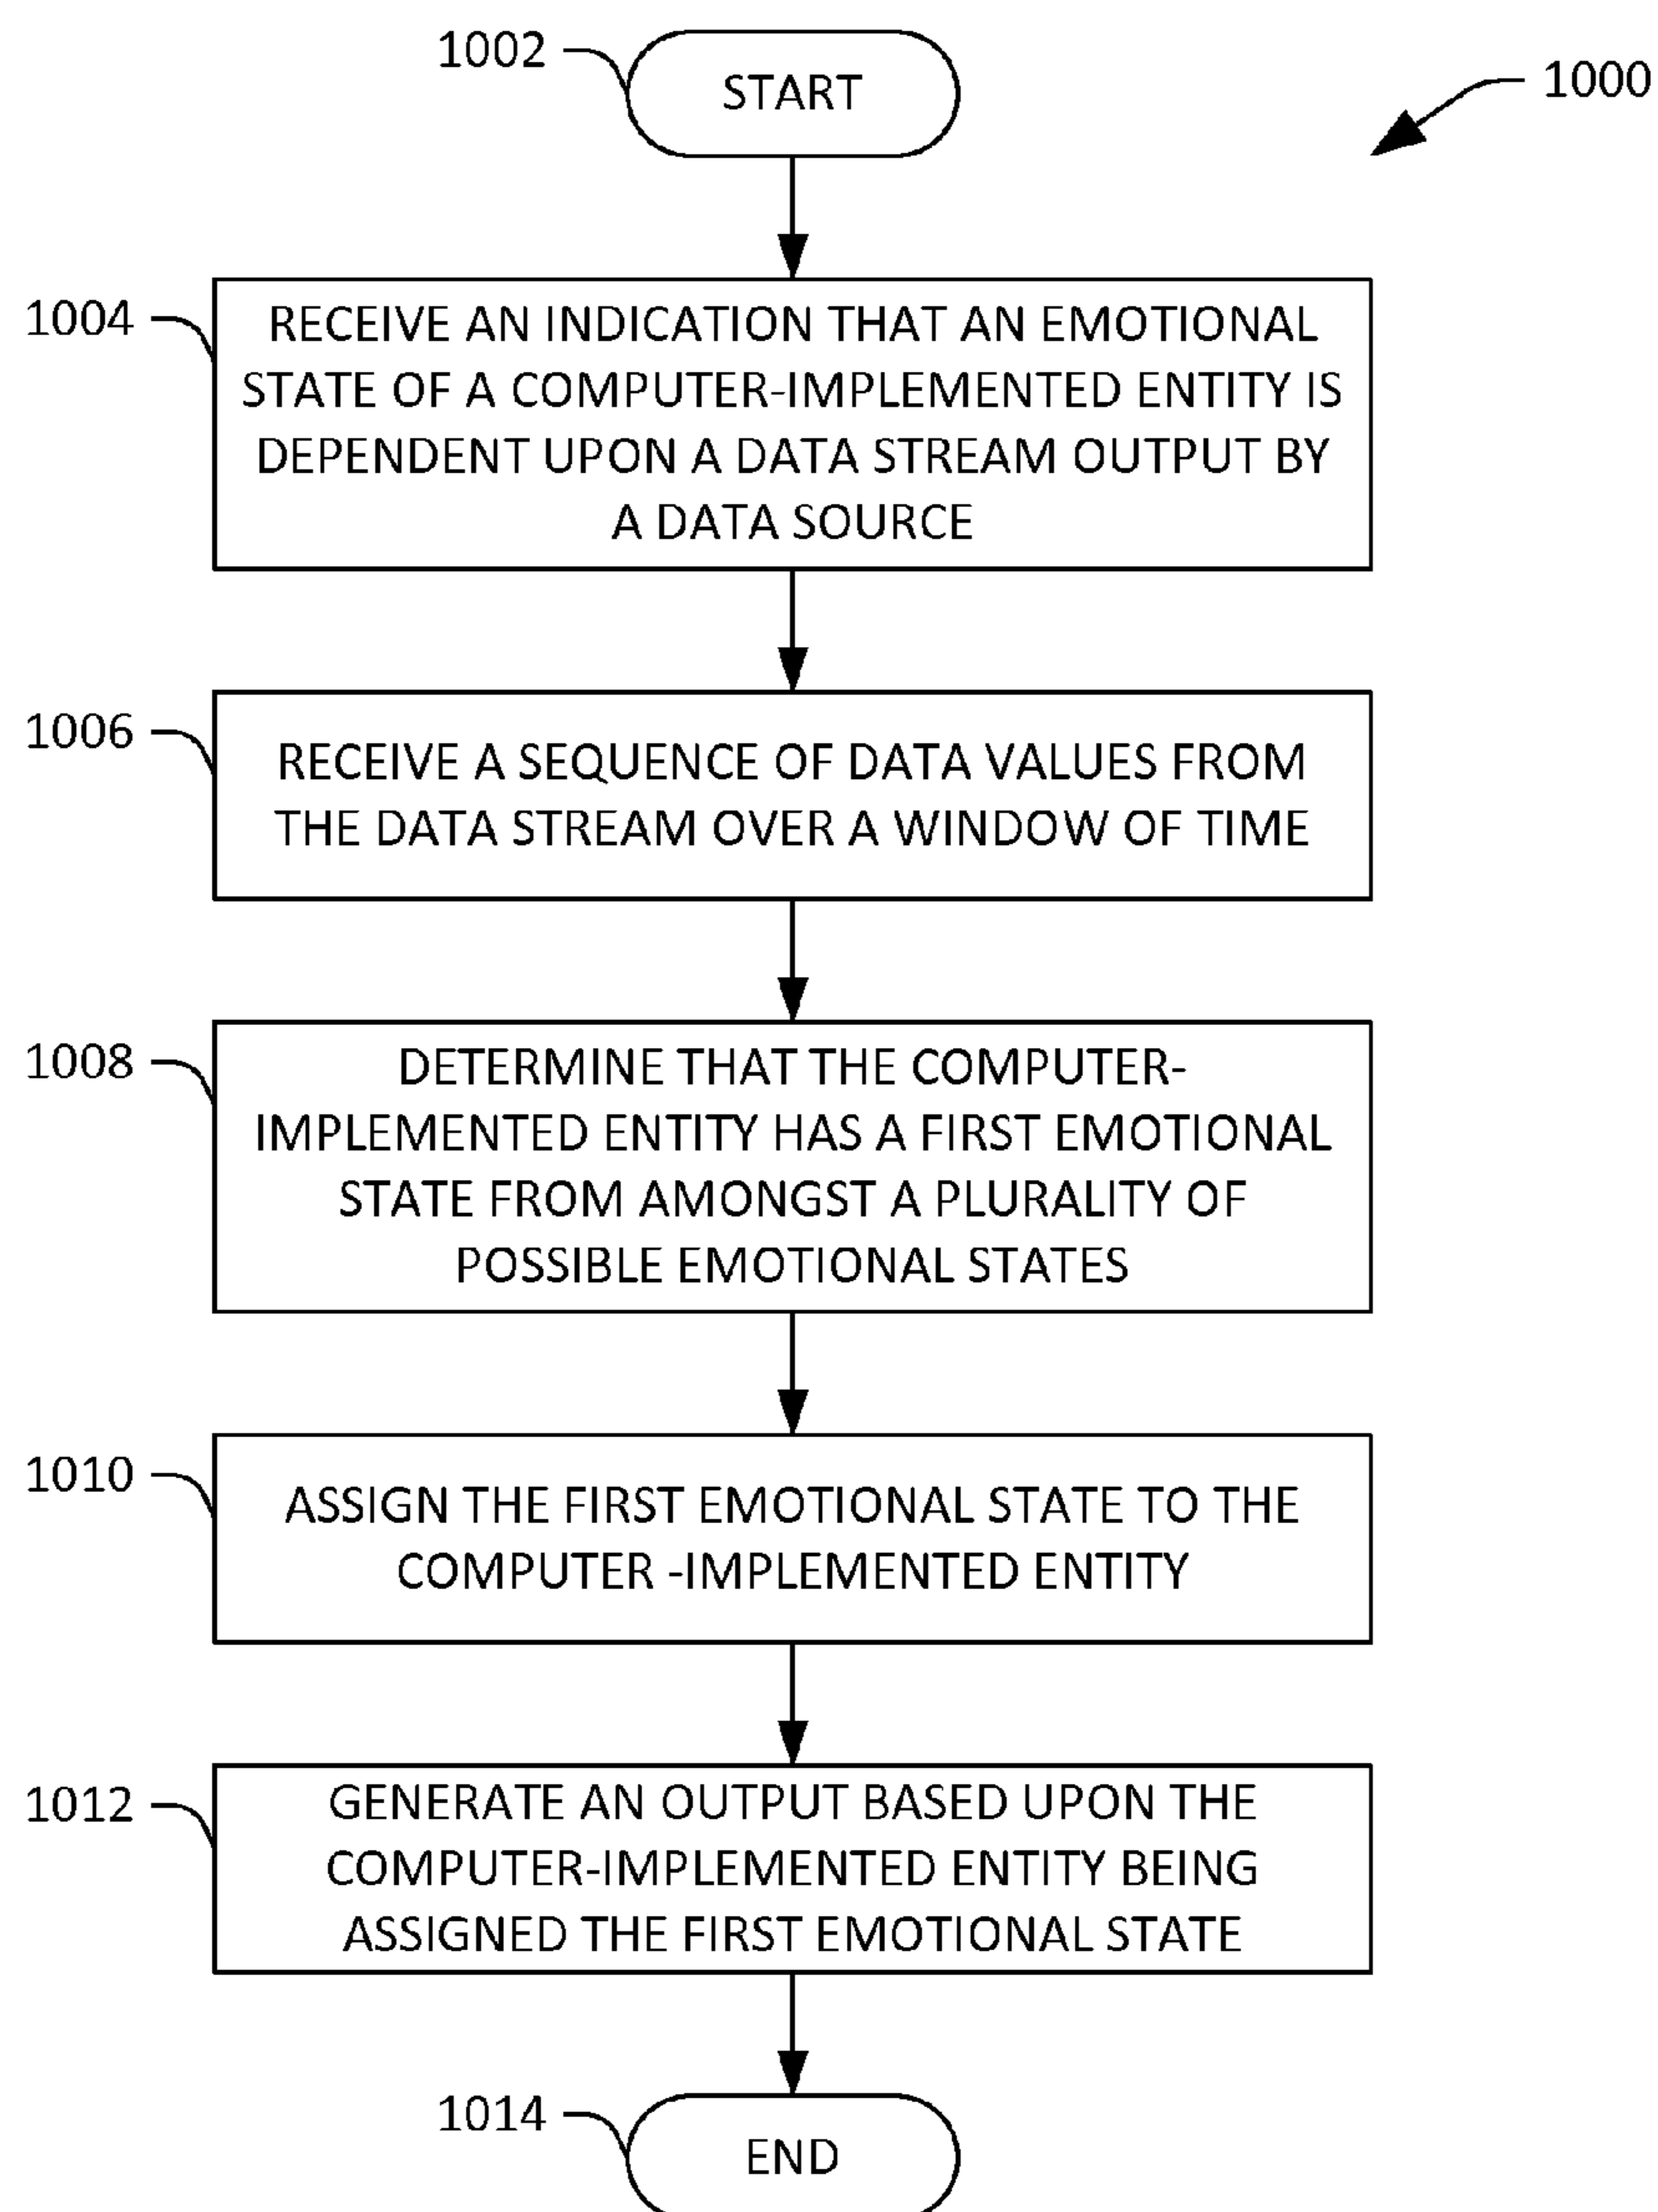 1002
START
1000
1004
RECEIVE AN INDICATION THAT AN EMOTIONAL
STATE OF A COMPUTER-IMPLEMENTED ENTITY IS
DEPENDENT UPON A DATA STREAM OUTPUT BY
A DATA SOURCE
1006
RECEIVE A SEQUENCE OF DATA VALUES FROM
THE DATA STREAM OVER A WINDOW OF TIME
1008
DETERMINE THAT THE COMPUTER-
IMPLEMENTED ENTITY HAS A FIRST EMOTIONAL
STATE FROM AMONGST A PLURALITY OF
POSSIBLE EMOTIONAL STATES
1010
ASSIGN THE FIRST EMOTIONAL STATE TO THE
COMPUTER -IMPLEMENTED ENTITY
1012
GENERATE AN OUTPUT BASED UPON THE
COMPUTER-IMPLEMENTED ENTITY BEING
ASSIGNED THE FIRST EMOTIONAL STATE
1014
END